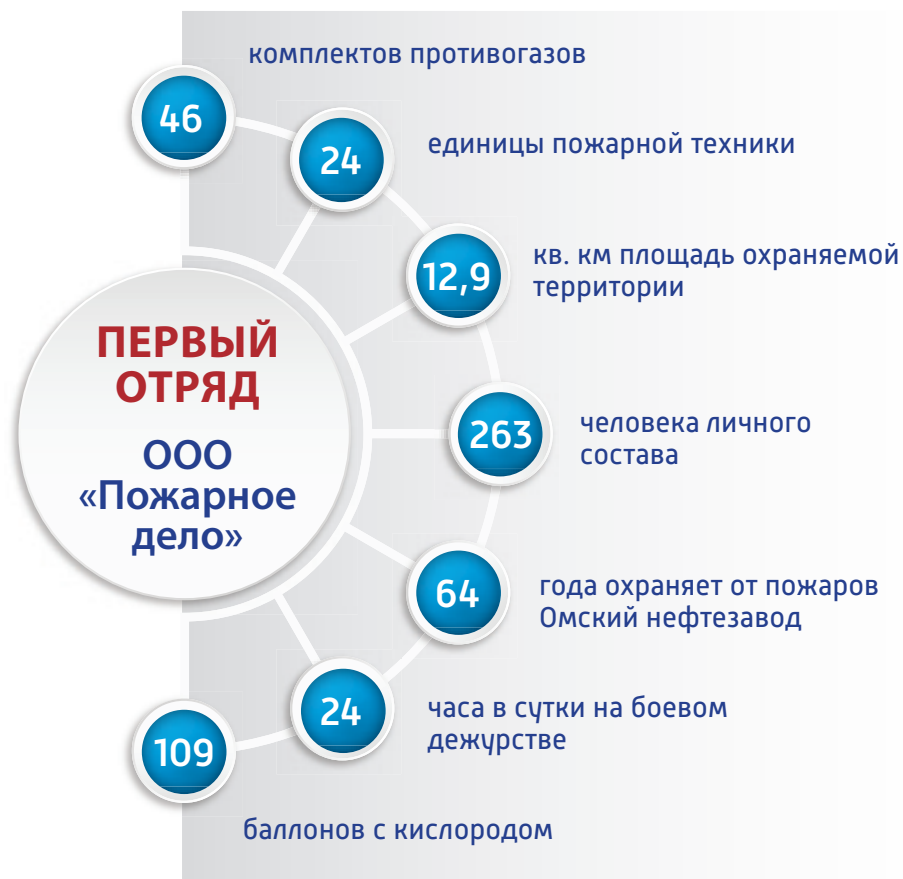 комплектов противогазов
46
24
единицы пожарной техники
12,9
кв. км площадь охраняемой
территории
ПЕРВЫЙ
ОТРЯД
ООО
«Пожарное
дело»
263
человека личного
состава
64
года охраняет от пожаров
Омский нефтезавод
24
часа в сутки на боевом
дежурстве
109
баллонов с кислородом